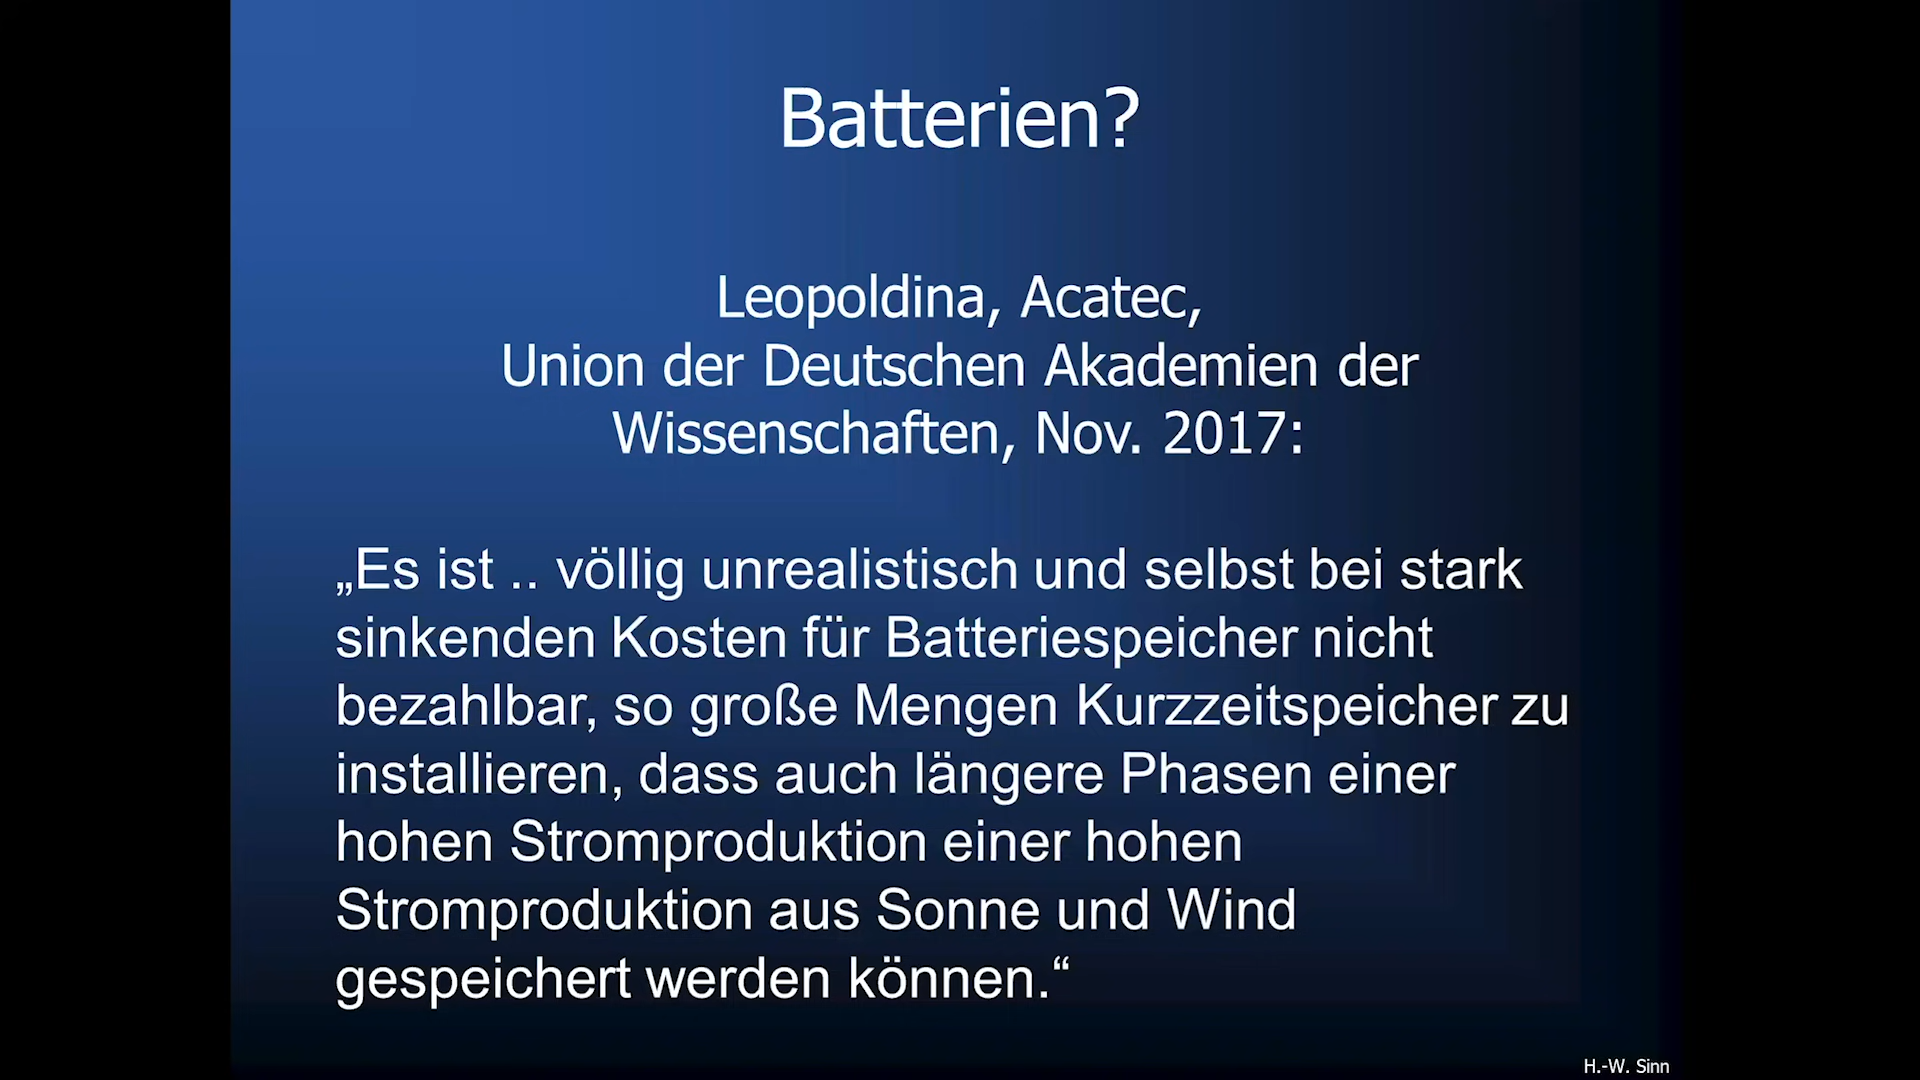 Batterien?
Leopoldina, Acatec,
Union der Deutschen Akademien der
Wissenschaften, Nov. 2017:
„Es ist .. völlig unrealistisch und selbst bei stark
sinkenden Kosten für Batteriespeicher nicht
bezahlbar, so große Mengen Kurzzeitspeicher zu
installieren, dass auch längere Phasen einer
hohen Stromproduktion einer hohen
Stromproduktion aus Sonne und Wind
gespeichert werden können.“
H.-W. Sinn